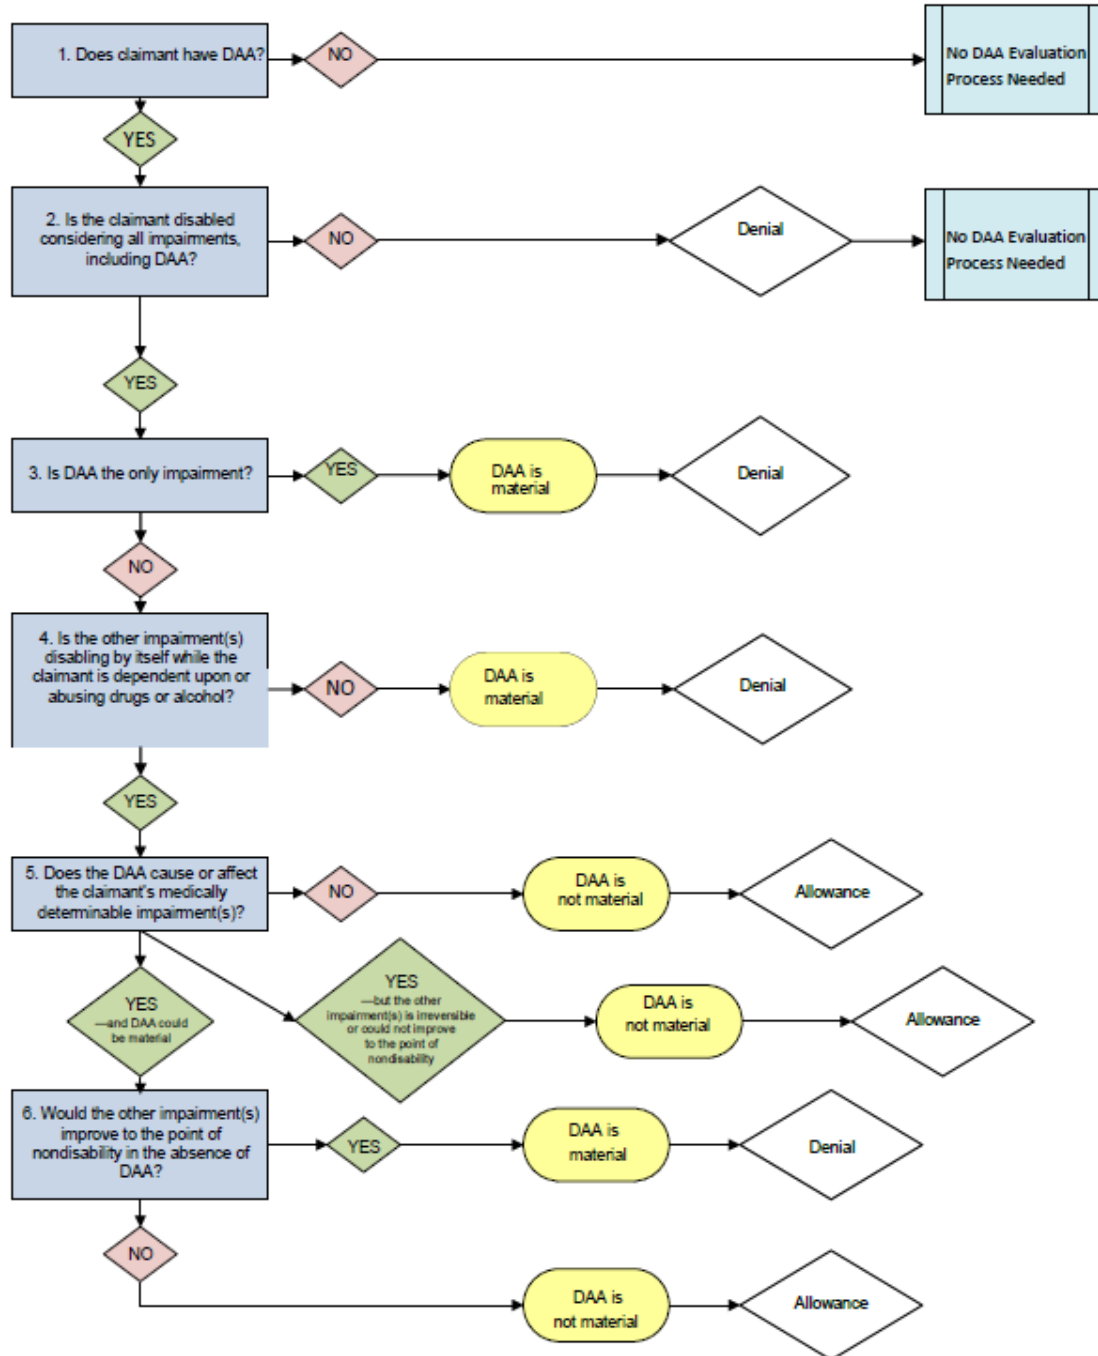 1. Does claimant have DAA?
NO
No DAA Evaluation
Process Needed
YES
2. Is the claimant disabled
considering all impairments,
including DAA?
NO
Denial
No DAA Evaluation
Process Needed
YES
3. Is DAA the only impairment?
YES
DAA is
material
Denial
NO
4. Is the other impairment(s)
disabling by itself while the
claimant is dependent upon or
abusing drugs or alcohol?
NO
DAA is
material
Denial
YES
5. Does the DAA cause or affect
the claimant's medically
determinable impairment(s)?
NO
DAA is
not material
Allowance
YES
—and DAA could
be material
YES
—but the other
impairment(s) is irreversible
or could not improve
to the point of
nondisability
DAA is
not material
Allowance
6. Would the other impairment(s)
improve to the point of
nondisability in the absence of
DAA?
YES
DAA is
material
Denial
NO
DAA is
not material
Allowance